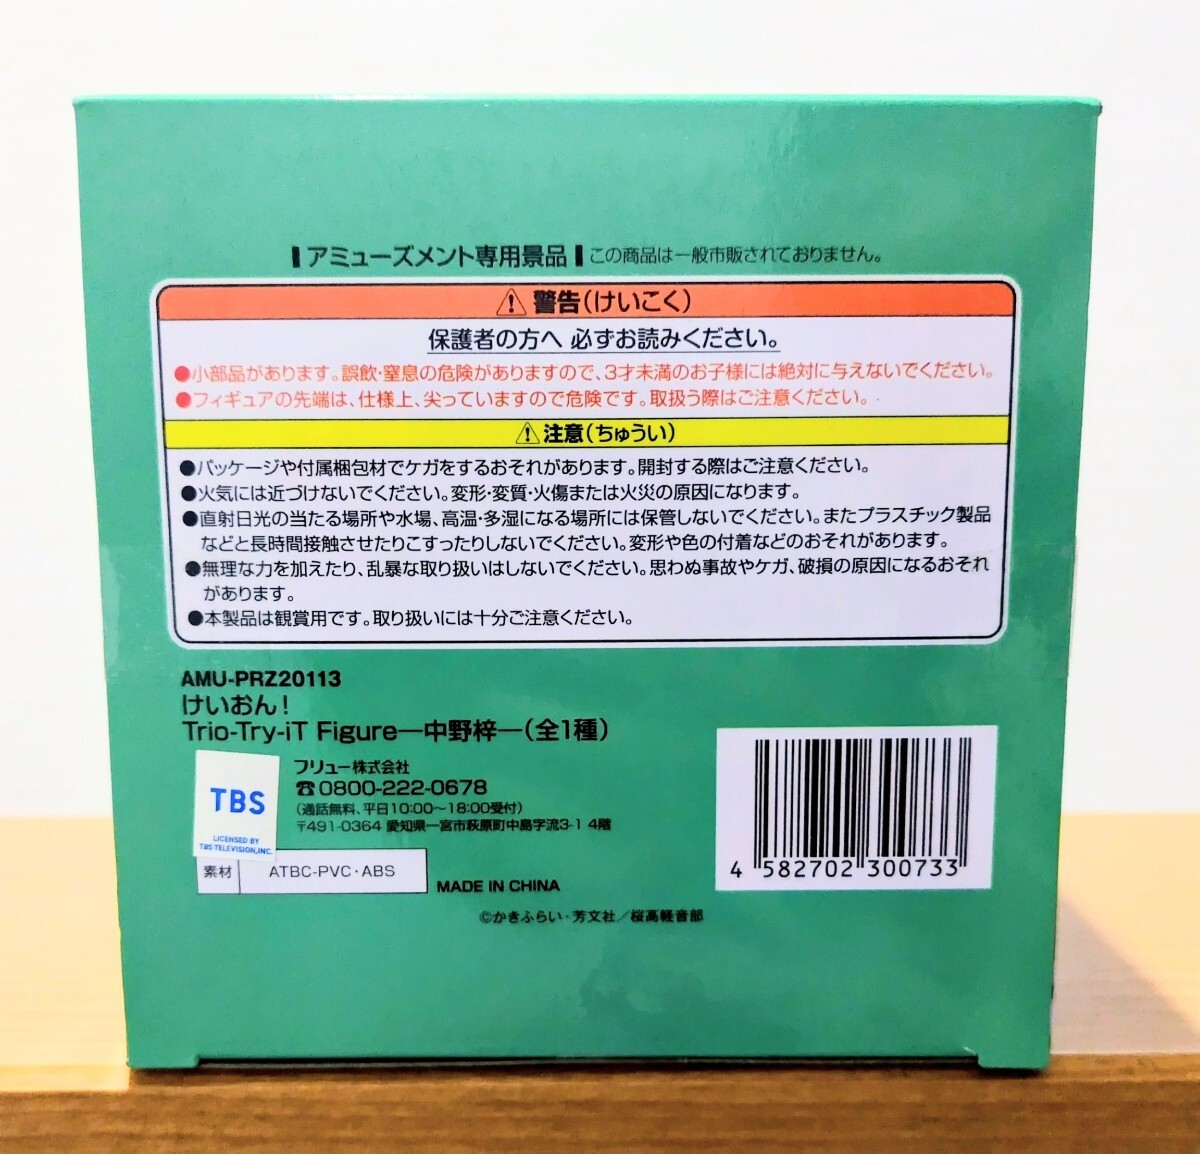 アミューズメント専用景品 この商品は一般市販されておりません。
⚠警告(けいこく)
保護者の方へ 必ずお読みください。
●小部品があります。誤飲・窒息の危険がありますので、3才未満のお子様には絶対に与えないでください。
●フィギュアの先端は、仕様上、尖っていますので危険です。取扱う際はご注意ください。
⚠注意(ちゅうい)
●パッケージや付属梱包材でケガをするおそれがあります。開封する際はご注意ください。
●火気には近づけないでください。変形・変質・火傷または火災の原因になります。
●直射日光の当たる場所や水場、高温・多湿になる場所には保管しないでください。またプラスチック製品
などと長時間接触させたりこすったりしないでください。変形や色の付着などのおそれがあります。
●無理な力を加えたり、乱暴な取り扱いはしないでください。思わぬ事故やケガ、破損の原因になるおそれ
があります。
●本製品は観賞用です。取り扱いには十分ご注意ください。
AMU-PRZ20113
けいおん!
Trio-Try-iT Figure—中野梓—(全1種)
フリュー株式会社
☎0800-222-0678
(通話無料、平日10:00〜18:00受付)
〒491-0364 愛知県一宮市萩原町中島字流3-1 4階
TBS
LICENSED BY
TBS TELEVISION, INC.
素材 ATBC-PVC・ABS
MADE IN CHINA
4 582702 300733
©かきふらい・芳文社/桜高軽音部